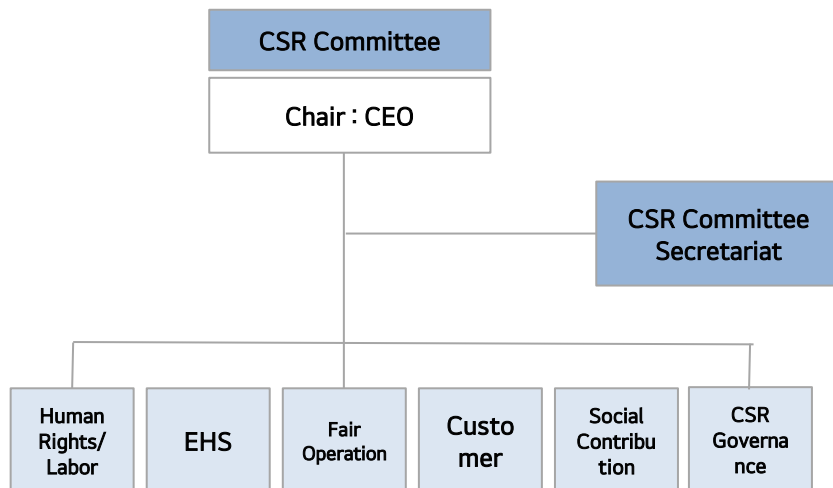 CSR Committee
Chair : CEO
CSR Committee
Secretariat
Human
Rights/
Labor
EHS
Fair
Operation
Custo
mer
Social
Contribu
tion
CSR
Governa
nce